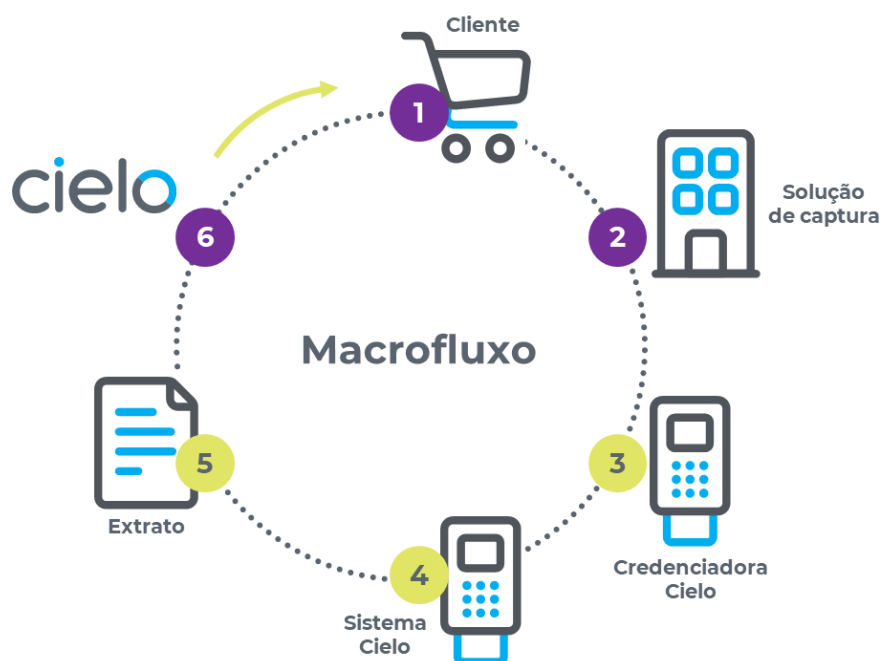 Cliente
1
Solução
de captura
2
cielo
6
Macrofluxo
3
Credenciadora
Cielo
4
Sistema
Cielo
5
Extrato